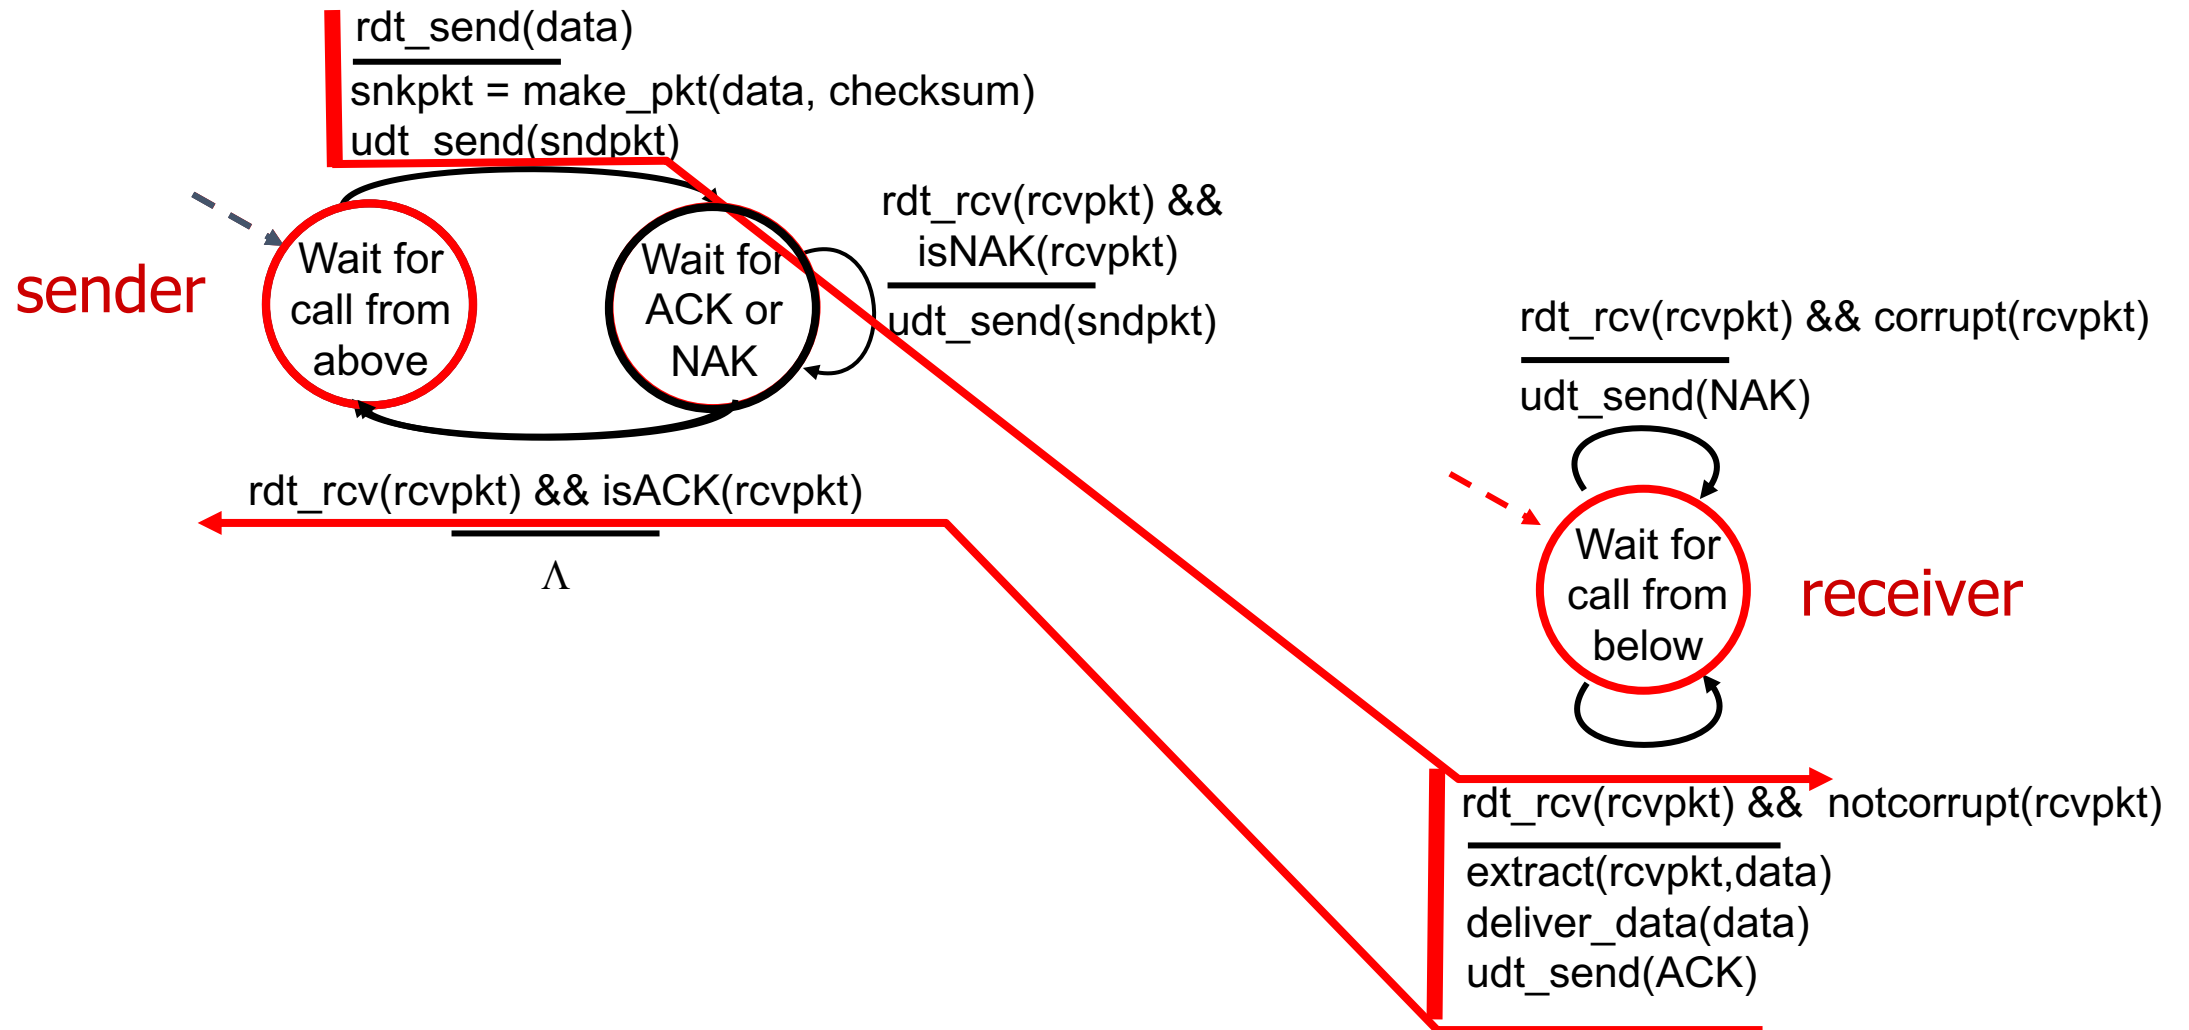 rdt_send(data)
snkpkt = make_pkt(data, checksum)
udt_send(sndpkt)
sender
Wait for
call from
above
Wait for
ACK or
NAK
rdt_rcv(rcvpkt) &&
isNAK(rcvpkt)
udt_send(sndpkt)
rdt_rcv(rcvpkt) && isACK(rcvpkt)
Λ
rdt_rcv(rcvpkt) && corrupt(rcvpkt)
udt_send(NAK)
Wait for
call from
below
receiver
rdt_rcv(rcvpkt) && notcorrupt(rcvpkt)
extract(rcvpkt,data)
deliver_data(data)
udt_send(ACK)